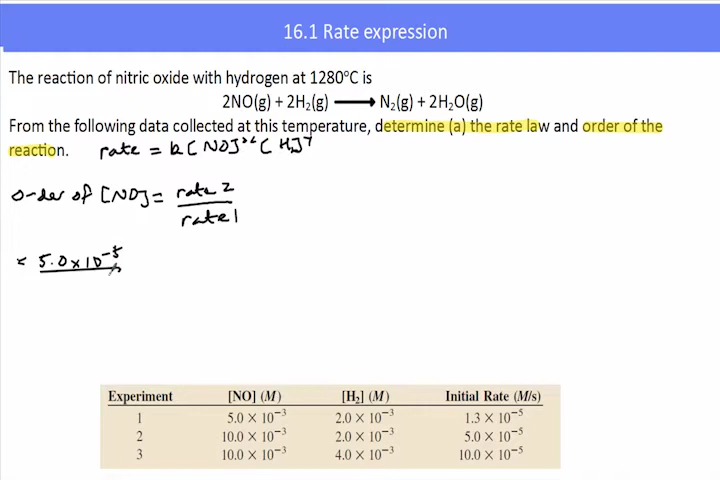 16.1 Rate expression
The reaction of nitric oxide with hydrogen at 1280°C is
2NO(g) + 2H₂(g) ⟶ N₂(g) + 2H₂O(g)
From the following data collected at this temperature, determine (a) the rate law and order of the
reaction. rate = k [NO]ˣ [H₂]ʸ
order of [NO] = rate 2
rate 1
= 5.0 × 10⁻⁵
Experiment [NO] (M) [H₂] (M) Initial Rate (M/s)
1 5.0 × 10⁻³ 2.0 × 10⁻³ 1.3 × 10⁻⁵
2 10.0 × 10⁻³ 2.0 × 10⁻³ 5.0 × 10⁻⁵
3 10.0 × 10⁻³ 4.0 × 10⁻³ 10.0 × 10⁻⁵